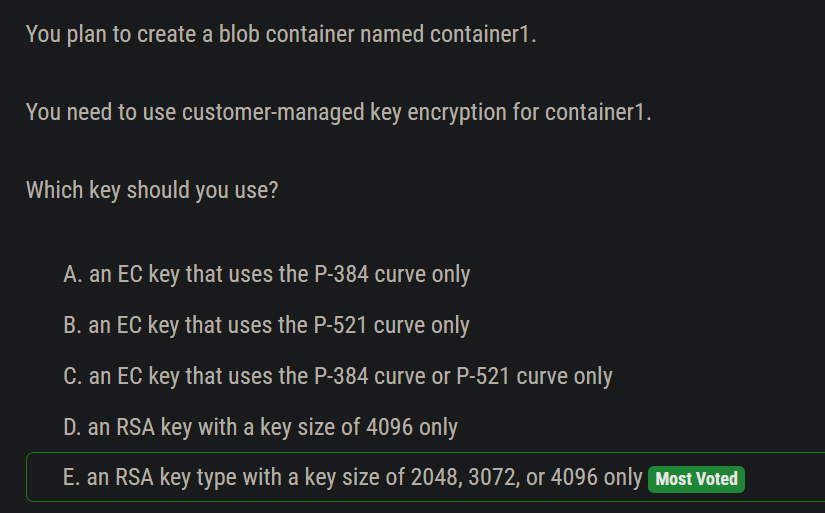 You plan to create a blob container named container1.
You need to use customer-managed key encryption for container1.
Which key should you use?
A. an EC key that uses the P-384 curve only
B. an EC key that uses the P-521 curve only
C. an EC key that uses the P-384 curve or P-521 curve only
D. an RSA key with a key size of 4096 only
E. an RSA key type with a key size of 2048, 3072, or 4096 only Most Voted